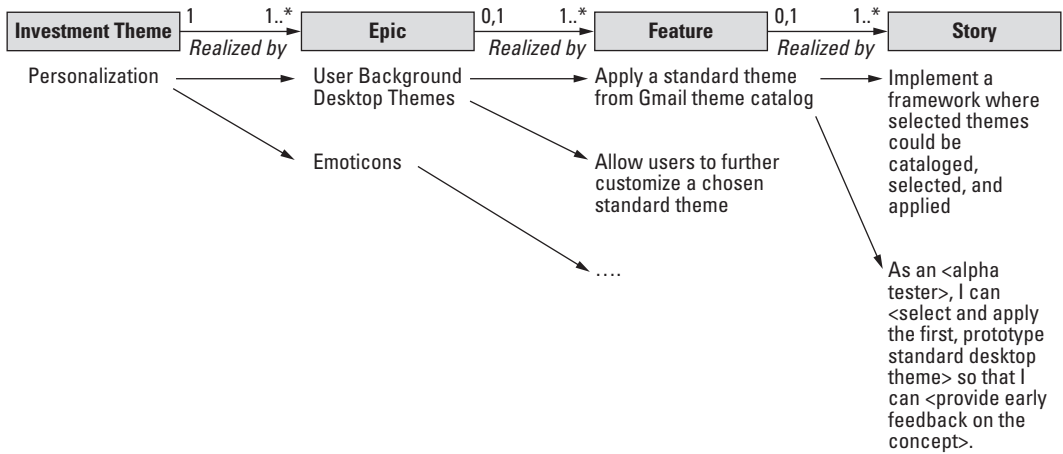 1 1..* 0,1 1..* 0,1 1..*
Investment Theme Epic Feature Story
Realized by Realized by Realized by
Personalization
User Background
Desktop Themes
Apply a standard theme
from Gmail theme catalog
Implement a
framework where
selected themes
could be
cataloged,
selected, and
applied
Emoticons
Allow users to further
customize a chosen
standard theme
....
As an <alpha
tester>, I can
<select and apply
the first, prototype
standard desktop
theme> so that I
can <provide early
feedback on the
concept>.